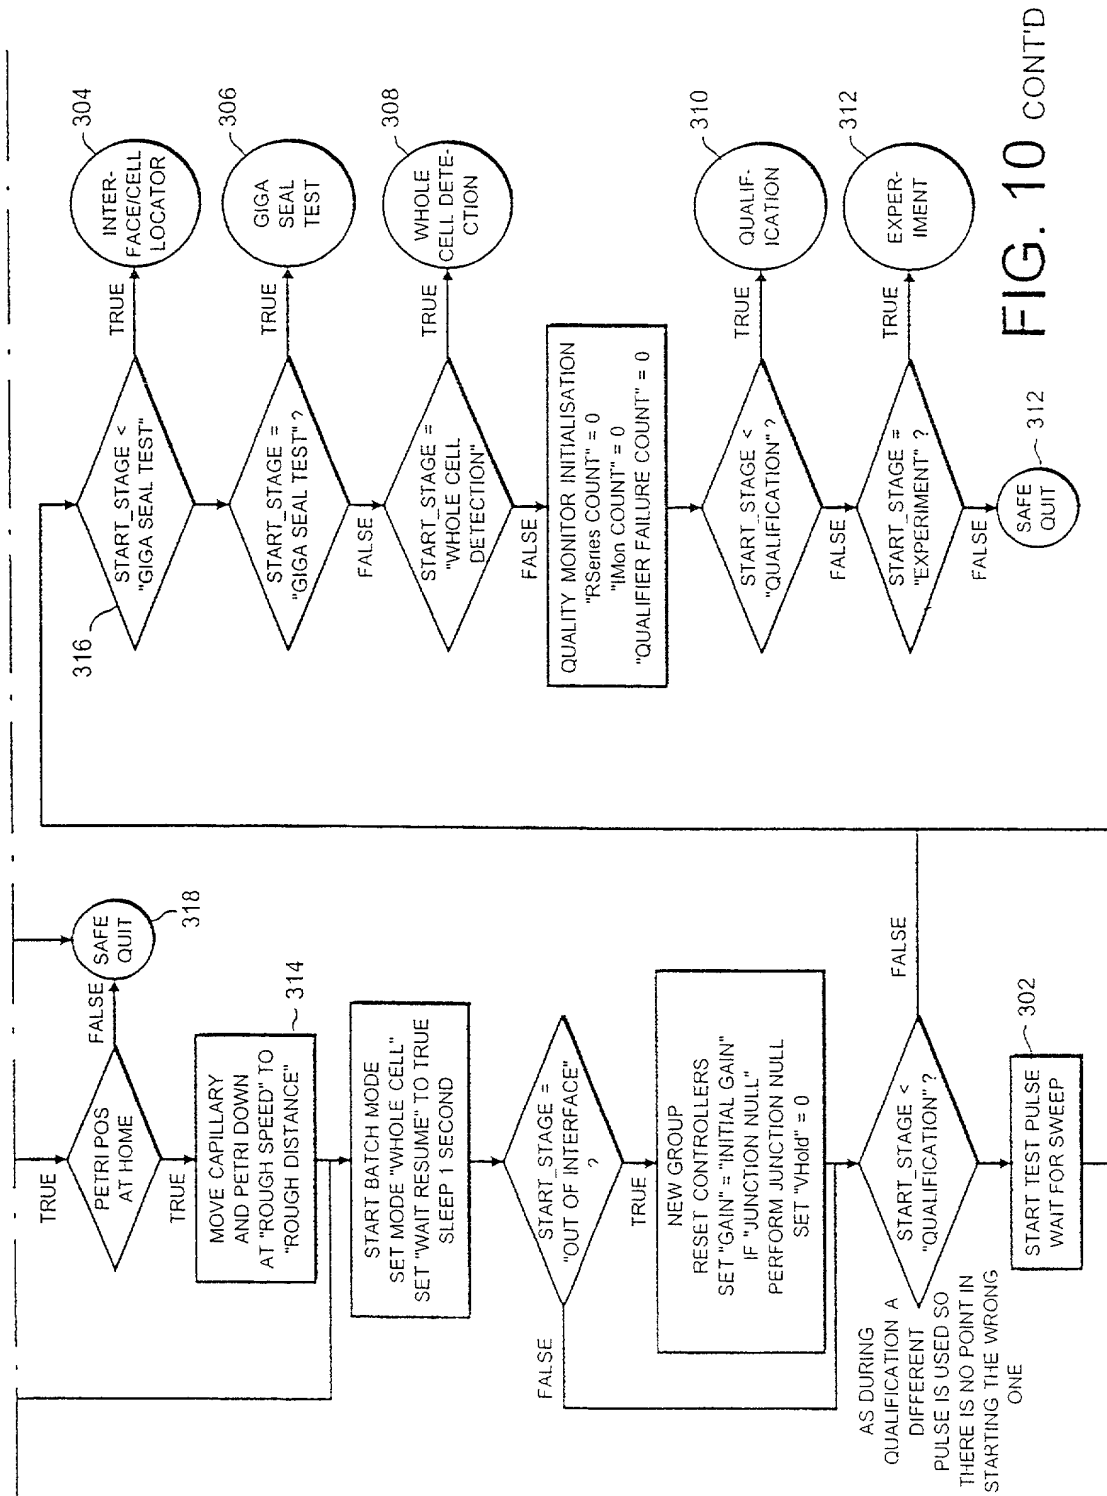 TRUE
PETRI POS
AT HOME
FALSE
SAFE
QUIT
318
TRUE
MOVE CAPILLARY
AND PETRI DOWN
AT "ROUGH SPEED" TO
"ROUGH DISTANCE"
314
START BATCH MODE
SET MODE "WHOLE CELL"
SET "WAIT RESUME" TO TRUE
SLEEP 1 SECOND
START_STAGE =
"OUT OF INTERFACE"
?
FALSE
TRUE
NEW GROUP
RESET CONTROLLERS
SET "GAIN" = "INITIAL GAIN"
IF "JUNCTION NULL"
PERFORM JUNCTION NULL
SET "VHold" = 0
START_STAGE <
"QUALIFICATION" ?
FALSE
AS DURING
QUALIFICATION A
DIFFERENT
PULSE IS USED SO
THERE IS NO POINT IN
STARTING THE WRONG
ONE
302
START TEST PULSE
WAIT FOR SWEEP
316
START_STAGE <
"GIGA SEAL TEST"
TRUE
INTER-
FACE/CELL
LOCATOR
304
START_STAGE =
"GIGA SEAL TEST" ?
TRUE
GIGA
SEAL
TEST
306
FALSE
START_STAGE =
"WHOLE CELL
DETECTION"
TRUE
WHOLE
CELL DETE-
CTION
308
FALSE
QUALITY MONITOR INITIALISATION
"RSeries COUNT" = 0
"IMon COUNT" = 0
"QUALIFIER FAILURE COUNT" = 0
START_STAGE <
"QUALIFICATION" ?
TRUE
QUALIF-
ICATION
310
FALSE
START_STAGE =
"EXPERIMENT" ?
TRUE
EXPER-
IMENT
312
FALSE
SAFE
QUIT
312
FIG. 10 CONT'D